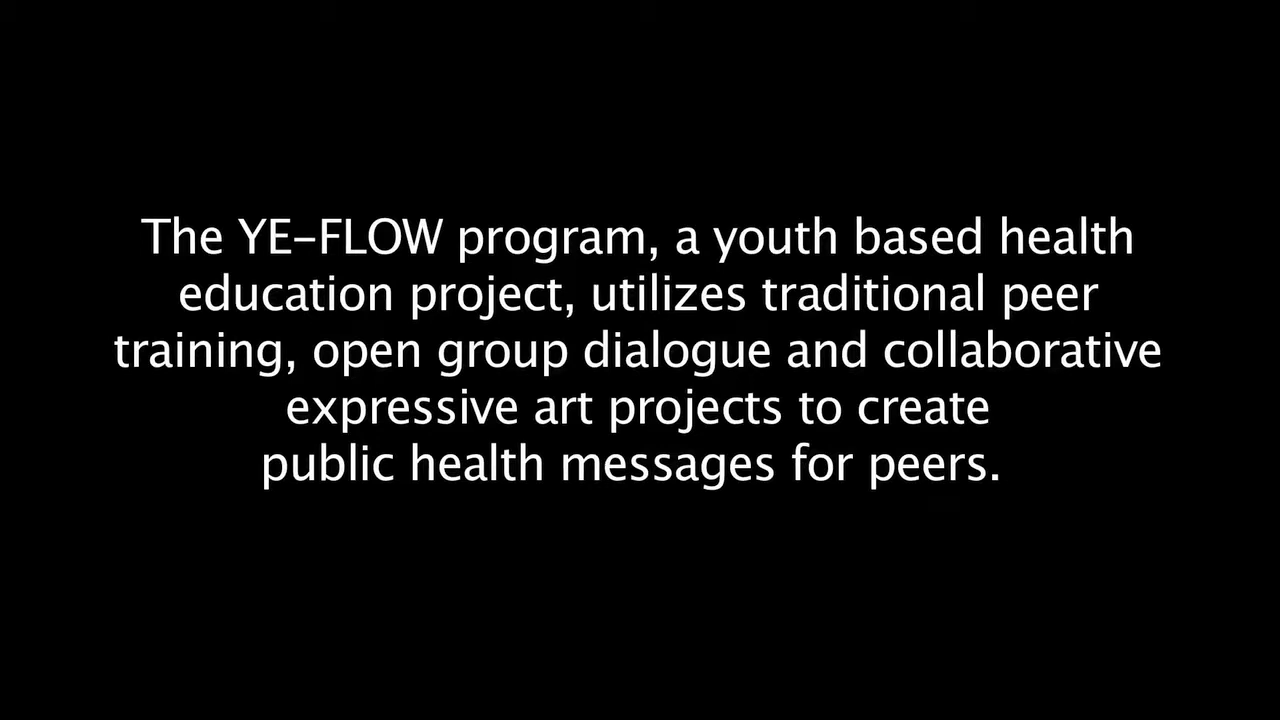 The YE–FLOW program, a youth based health
education project, utilizes traditional peer
training, open group dialogue and collaborative
expressive art projects to create
public health messages for peers.